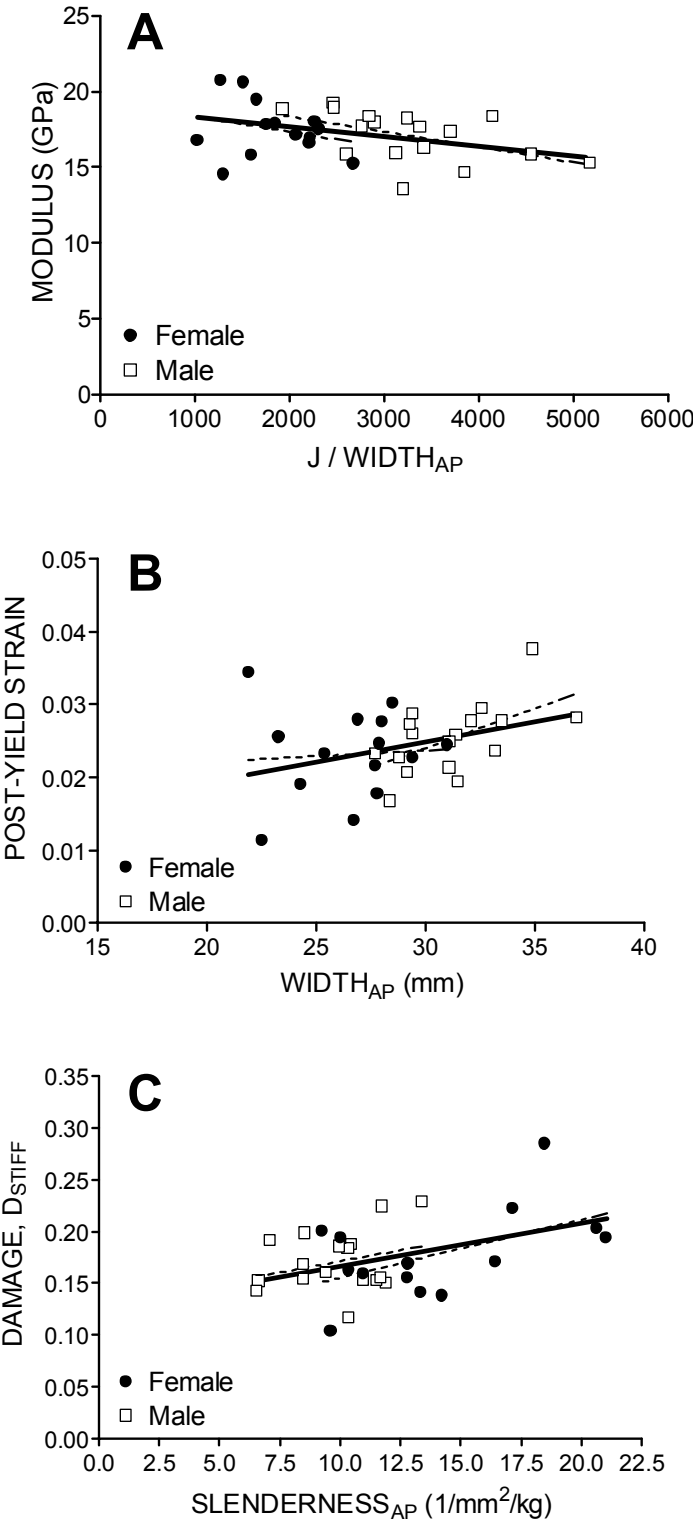 A
25
20
15
10
5
0
MODULUS (GPa)
Female
Male
0 1000 2000 3000 4000 5000 6000
J / WIDTHAP
B
0.05
0.04
0.03
0.02
0.01
0.00
POST-YIELD STRAIN
Female
Male
15 20 25 30 35 40
WIDTHAP (mm)
C
0.35
0.30
0.25
0.20
0.15
0.10
0.05
0.00
DAMAGE, DSTIFF
Female
Male
0.0 2.5 5.0 7.5 10.0 12.5 15.0 17.5 20.0 22.5
SLENDERNESSAP (1/mm2/kg)